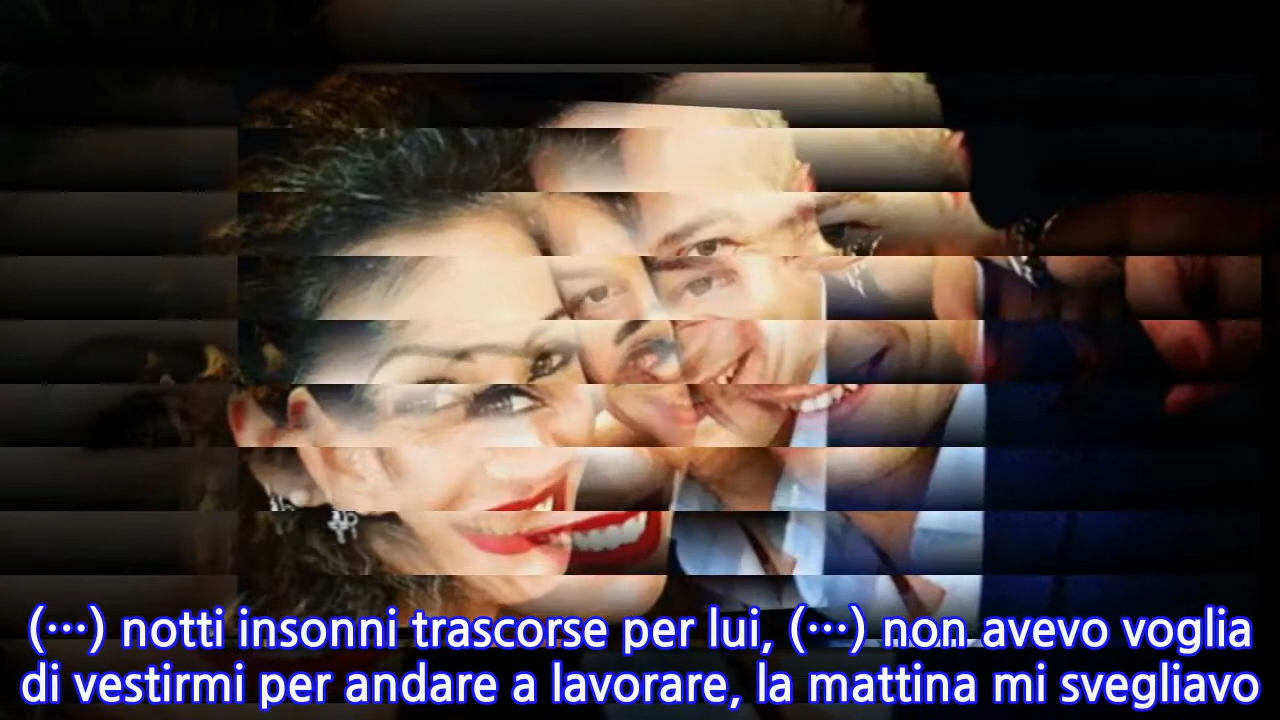 (⋯) notti insonni trascorse per lui, (⋯) non avevo voglia
di vestirmi per andare a lavorare, la mattina mi svegliavo